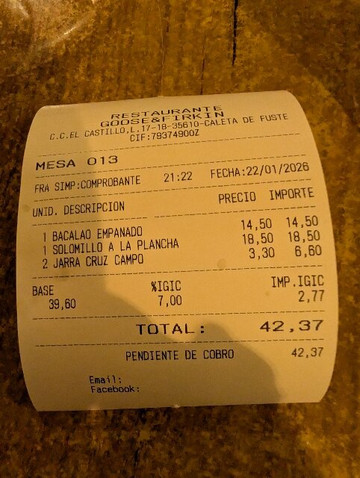 RESTAURANTE
GOOSE&FIRKIN
C.C.EL CASTILLO,L.17-18-35610-CALETA DE FUSTE
CIF:79374900Z
MESA 013
FRA SIMP:COMPROBANTE 21:22 FECHA:22/01/2026
UNID. DESCRIPCION PRECIO IMPORTE
1 BACALAO EMPANADO 14,50 14,50
1 SOLOMILLO A LA PLANCHA 18,50 18,50
2 JARRA CRUZ CAMPO 3,30 6,60
BASE %IGIC IMP.IGIC
39,60 7,00 2,77
TOTAL: 42,37
PENDIENTE DE COBRO 42,37
Email:
Facebook: